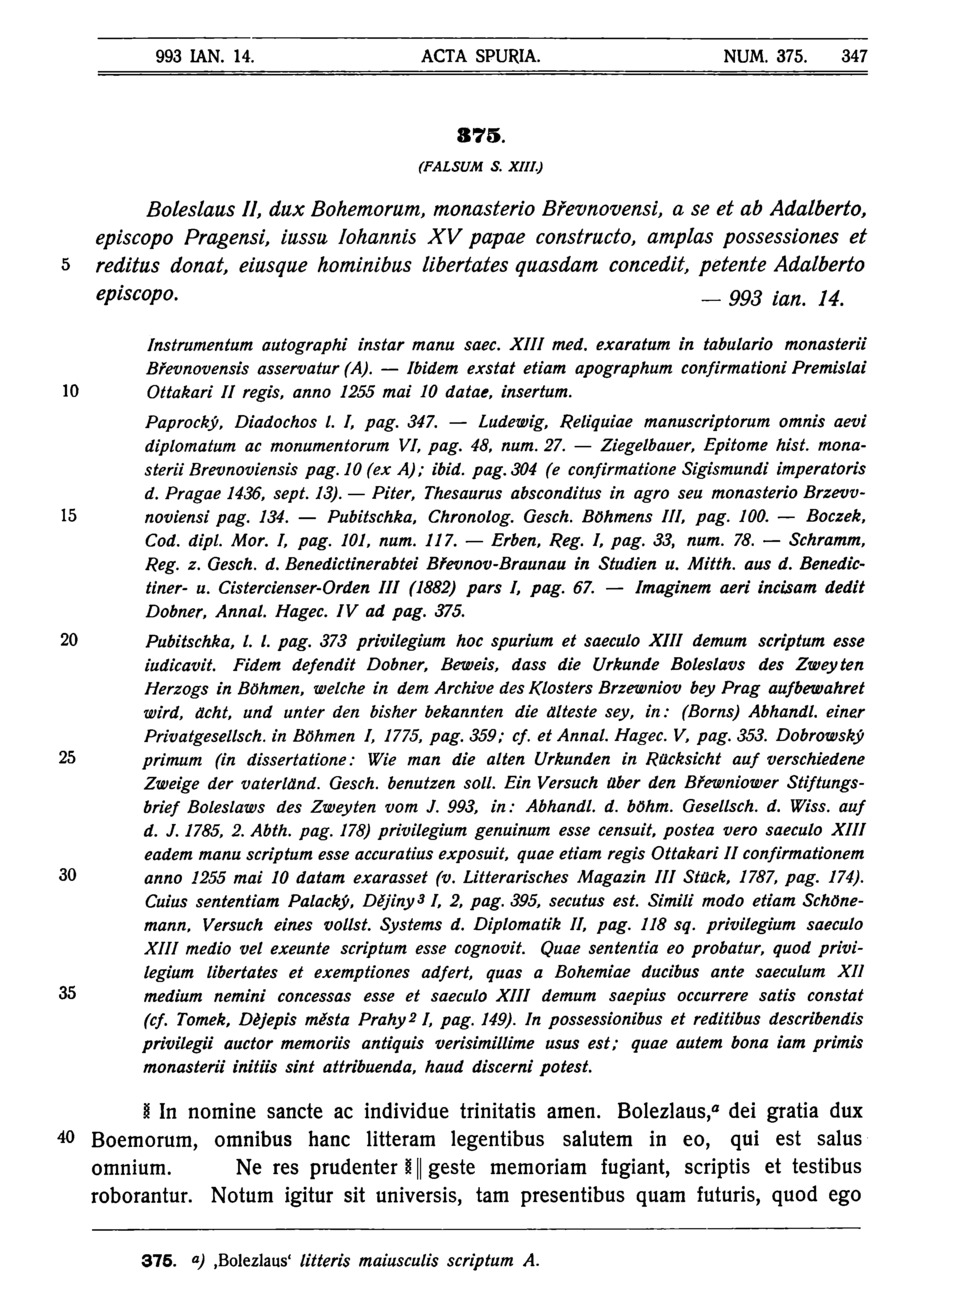 993 IAN. 14. ACTA SPURIA. NUM. 375. 347
375.
(FALSUM S. XIII.)
Boleslaus II, dux Bohemorum, monasterio Břevnovensi, a se et ab Adalberto,
episcopo Pragensi, iussu Iohannis XV papae constructo, amplas possessiones et
5 reditus donat, eiusque hominibus libertates quasdam concedit, petente Adalberto
episcopo. — 993 ian. 14.
Instrumentum autographi instar manu saec. XIII med. exaratum in tabulario monasterii
Břevnovensis asservatur (A). — Ibidem exstat etiam apographum confirmationi Premislai
10 Ottakari II regis, anno 1255 mai 10 datae, insertum.
Paprocký, Diadochos l. I, pag. 347. — Ludewig, Reliquiae manuscriptorum omnis aevi
diplomatum ac monumentorum VI, pag. 48, num. 27. — Ziegelbauer, Epitome hist. mona-
sterii Brevnoviensis pag. 10 (ex A); ibid. pag. 304 (e confirmatione Sigismundi imperatoris
d. Pragae 1436, sept. 13). — Piter, Thesaurus absconditus in agro seu monasterio Brzevv-
15 noviensi pag. 134. — Pubitschka, Chronolog. Gesch. Böhmens III, pag. 100. — Boczek,
Cod. dipl. Mor. I, pag. 101, num. 117. — Erben, Reg. I, pag. 33, num. 78. — Schramm,
Reg. z. Gesch. d. Benedictinerabtei Břevnov-Braunau in Studien u. Mitth. aus d. Benedic-
tiner- u. Cistercienser-Orden III (1882) pars I, pag. 67. — Imaginem aeri incisam dedit
Dobner, Annal. Hagec. IV ad pag. 375.
20 Pubitschka, l. l. pag. 373 privilegium hoc spurium et saeculo XIII demum scriptum esse
iudicavit. Fidem defendit Dobner, Beweis, dass die Urkunde Boleslavs des Zweyten
Herzogs in Böhmen, welche in dem Archive des Klosters Brzewniov bey Prag aufbewahret
wird, ächt, und unter den bisher bekannten die älteste sey, in: (Borns) Abhandl. einer
Privatgesellsch. in Böhmen I, 1775, pag. 359; cf. et Annal. Hagec. V, pag. 353. Dobrowský
25 primum (in dissertatione: Wie man die alten Urkunden in Rücksicht auf verschiedene
Zweige der vaterländ. Gesch. benutzen soll. Ein Versuch über den Břewniower Stiftungs-
brief Boleslaws des Zweyten vom J. 993, in: Abhandl. d. böhm. Gesellsch. d. Wiss. auf
d. J. 1785, 2. Abth. pag. 178) privilegium genuinum esse censuit, postea vero saeculo XIII
eadem manu scriptum esse accuratius exposuit, quae etiam regis Ottakari II confirmationem
30 anno 1255 mai 10 datam exarasset (v. Litterarisches Magazin III Stück, 1787, pag. 174).
Cuius sententiam Palacký, Dějiny³ I, 2, pag. 395, secutus est. Simili modo etiam Schöne-
mann, Versuch eines vollst. Systems d. Diplomatik II, pag. 118 sq. privilegium saeculo
XIII medio vel exeunte scriptum esse cognovit. Quae sententia eo probatur, quod privi-
legium libertates et exemptiones adfert, quas a Bohemiae ducibus ante saeculum XII
35 medium nemini concessas esse et saeculo XIII demum saepius occurrere satis constat
(cf. Tomek, Dějepis města Prahy² I, pag. 149). In possessionibus et reditibus describendis
privilegii auctor memoriis antiquis verisimillime usus est; quae autem bona iam primis
monasterii initiis sint attribuenda, haud discerni potest.
In nomine sancte ac individue trinitatis amen. Bolezlaus,ᵃ dei gratia dux
40 Boemorum, omnibus hanc litteram legentibus salutem in eo, qui est salus
omnium. Ne res prudenter ‖ geste memoriam fugiant, scriptis et testibus
roborantur. Notum igitur sit universis, tam presentibus quam futuris, quod ego
375. a) ‚Bolezlaus‘ litteris maiusculis scriptum A.